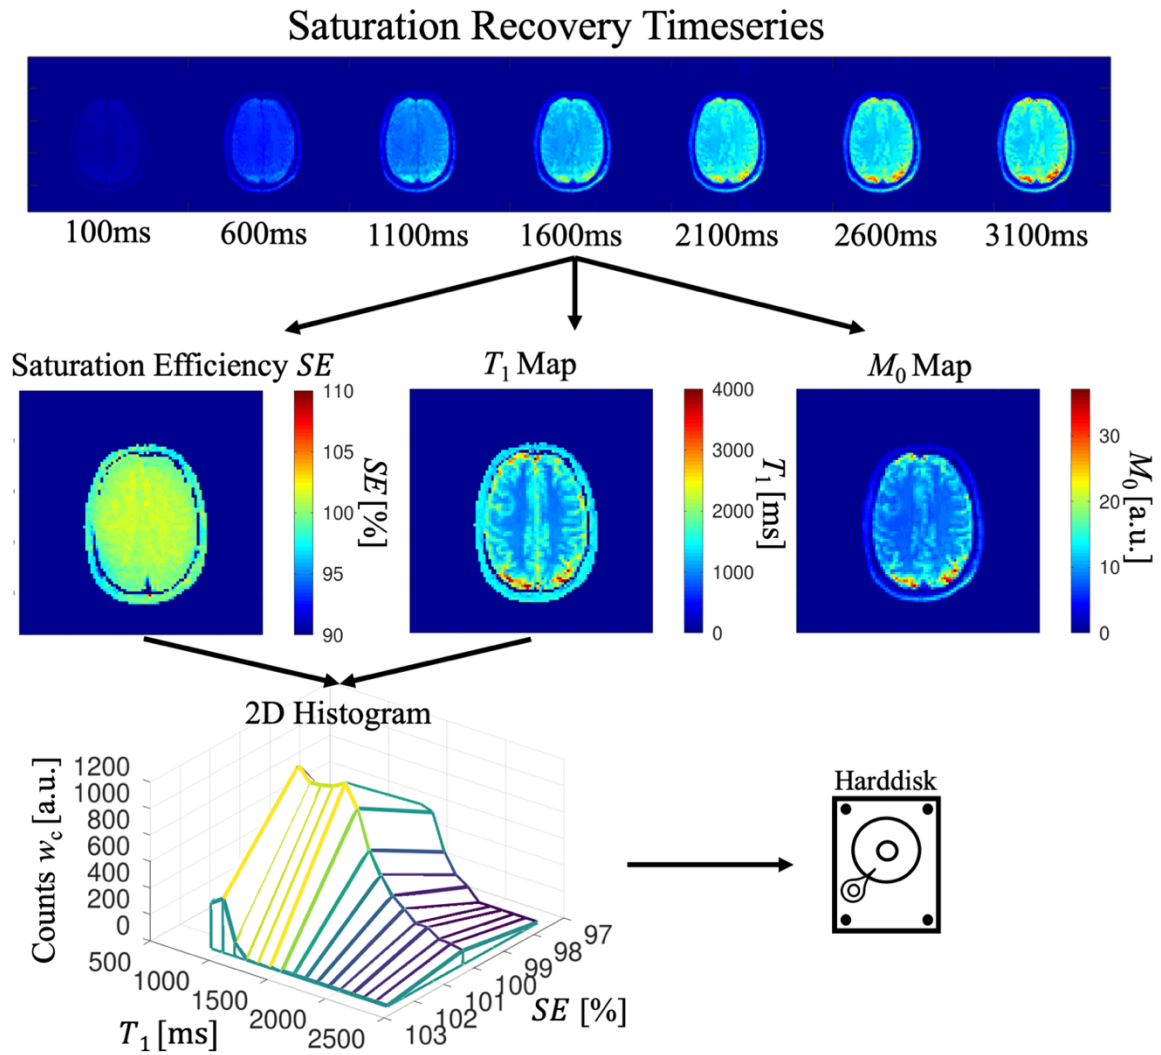 Saturation Recovery Timeseries
100ms 600ms 1100ms 1600ms 2100ms 2600ms 3100ms
Saturation Efficiency SE
110
105
100
95
90
SE [%]
T₁ Map
4000
3000
2000
1000
0
T₁ [ms]
M₀ Map
30
20
10
0
M₀ [a.u.]
2D Histogram
Counts w꜀ [a.u.]
1200
1000
800
600
400
200
0
500
1000
1500
2000
2500
T₁ [ms]
103
102
101
100
99
98
97
SE [%]
Harddisk